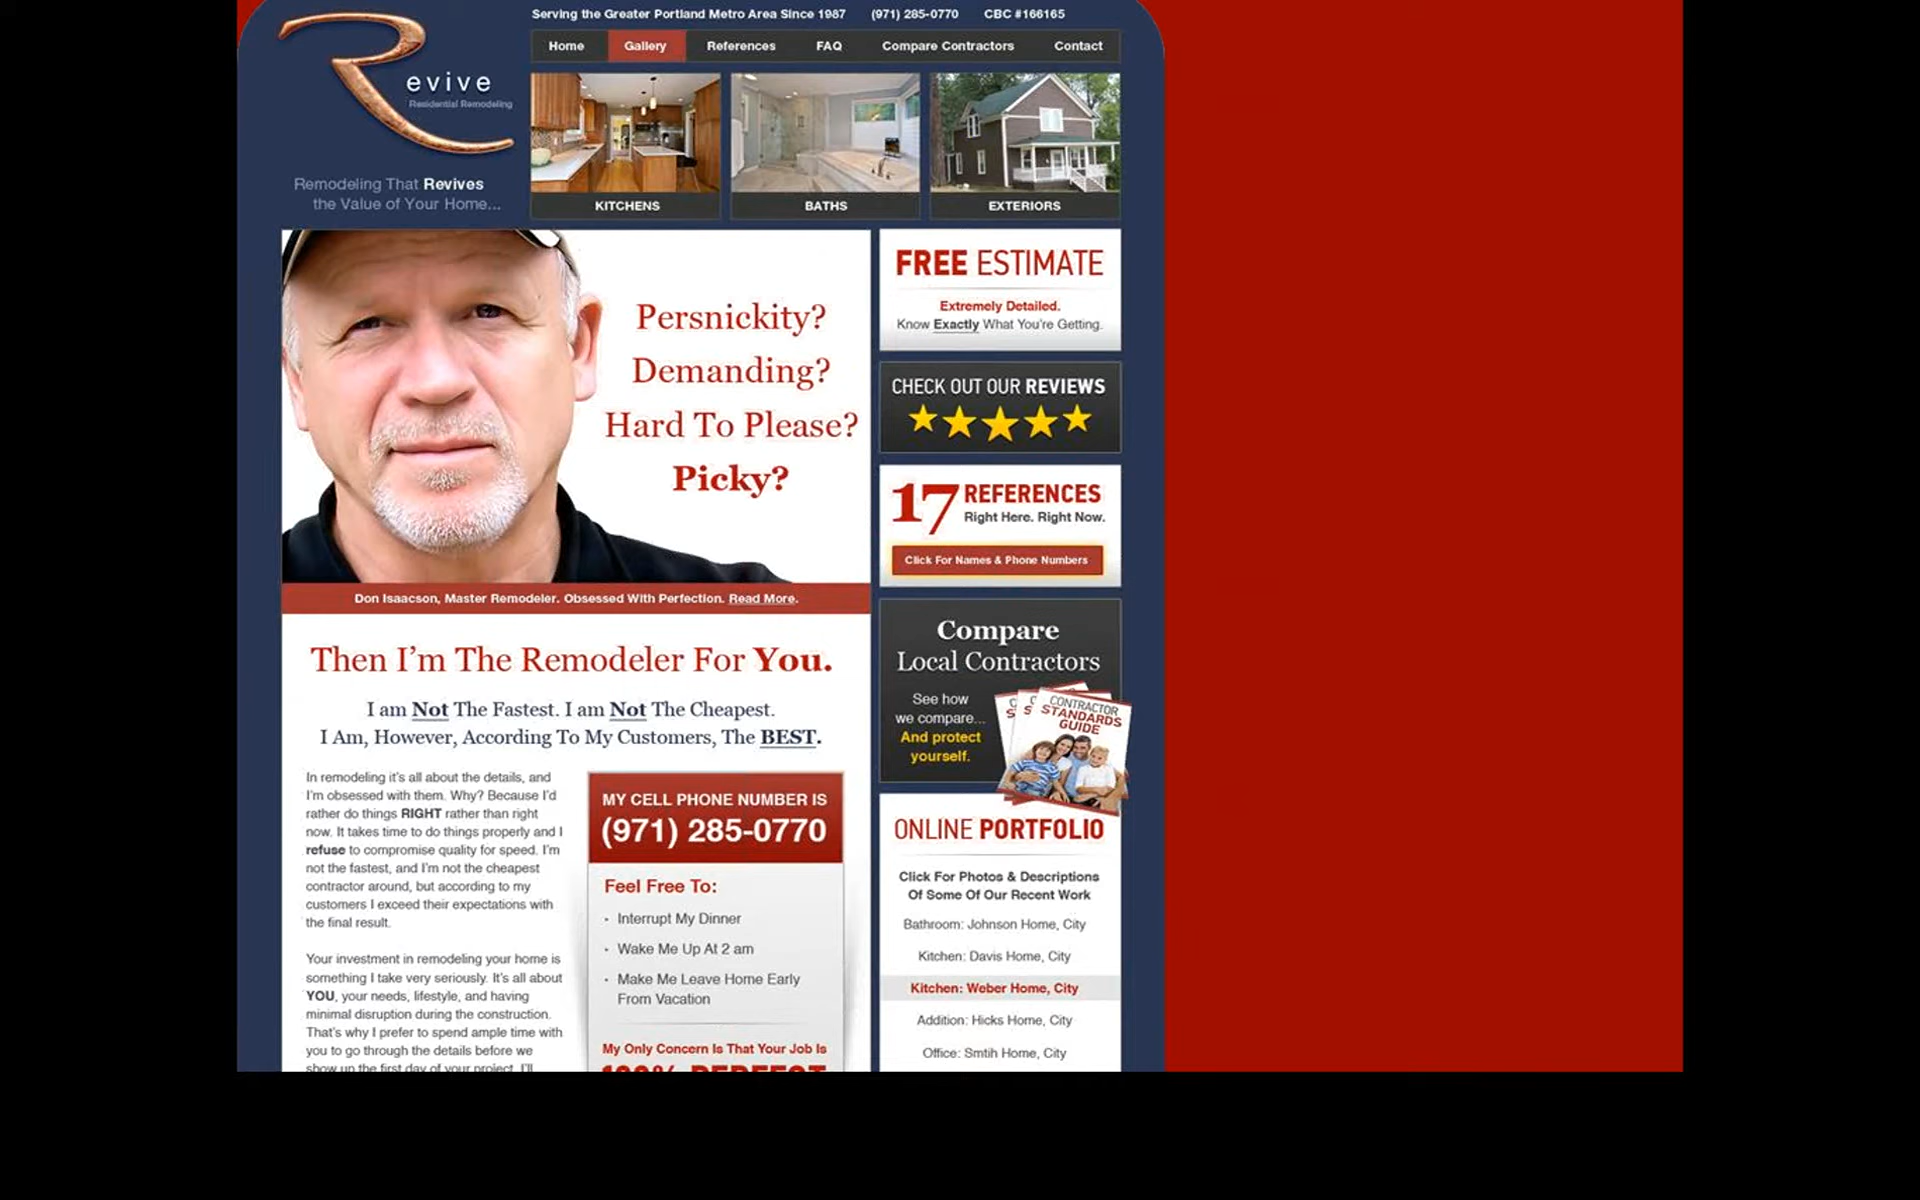 Serving the Greater Portland Metro Area Since 1987 (971) 285-0770 CBC #166165
Home Gallery References FAQ Compare Contractors Contact
Revive
Residential Remodeling
Remodeling That Revives
the Value of Your Home...
KITCHENS BATHS EXTERIORS
Persnickity?
Demanding?
Hard To Please?
Picky?
Don Isaacson, Master Remodeler. Obsessed With Perfection. Read More.
Then I'm The Remodeler For You.
I am Not The Fastest. I am Not The Cheapest.
I Am, However, According To My Customers, The BEST.
In remodeling it's all about the details, and
I'm obsessed with them. Why? Because I'd
rather do things RIGHT rather than right
now. It takes time to do things properly and I
refuse to compromise quality for speed. I'm
not the fastest, and I'm not the cheapest
contractor around, but according to my
customers I exceed their expectations with
the final result.
Your investment in remodeling your home is
something I take very seriously. It's all about
YOU, your needs, lifestyle, and having
minimal disruption during the construction.
That's why I prefer to spend ample time with
you to go through the details before we
show up the first day of your project. I'll
MY CELL PHONE NUMBER IS
(971) 285-0770
Feel Free To:
· Interrupt My Dinner
· Wake Me Up At 2 am
· Make Me Leave Home Early
From Vacation
My Only Concern Is That Your Job Is
100% PERFECT
FREE ESTIMATE
Extremely Detailed.
Know Exactly What You're Getting.
CHECK OUT OUR REVIEWS
17 REFERENCES
Right Here. Right Now.
Click For Names & Phone Numbers
Compare
Local Contractors
See how
we compare...
And protect
yourself.
CONTRACTOR
STANDARDS
GUIDE
ONLINE PORTFOLIO
Click For Photos & Descriptions
Of Some Of Our Recent Work
Bathroom: Johnson Home, City
Kitchen: Davis Home, City
Kitchen: Weber Home, City
Addition: Hicks Home, City
Office: Smtih Home, City